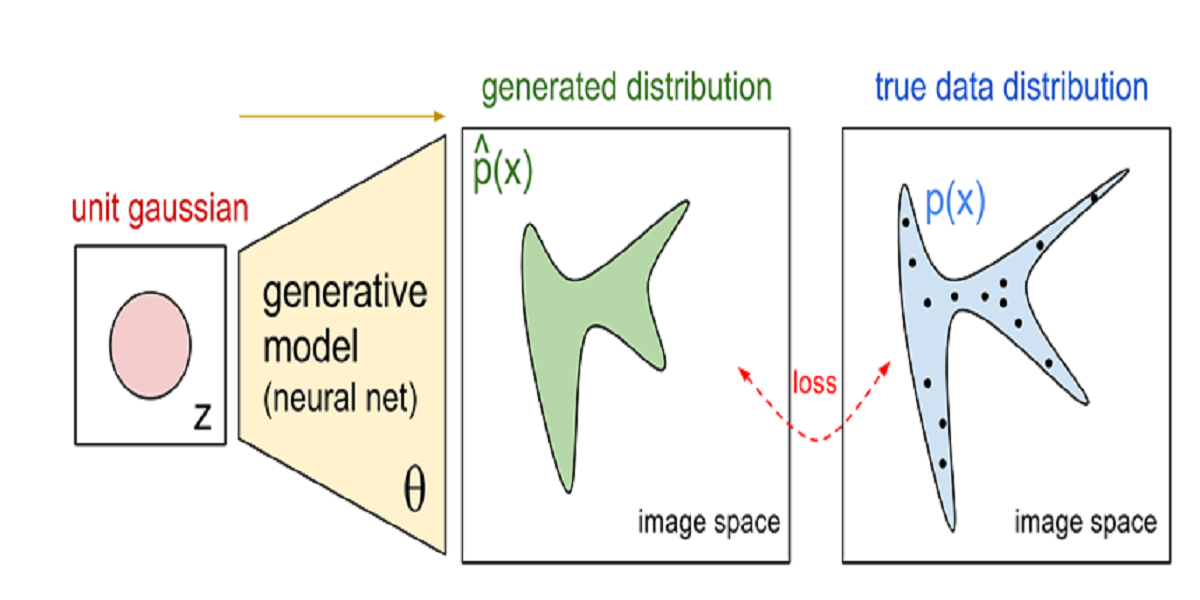 generated distribution
true data distribution
p̂(x)
p(x)
unit gaussian
generative
model
(neural net)
loss
z
θ
image space
image space